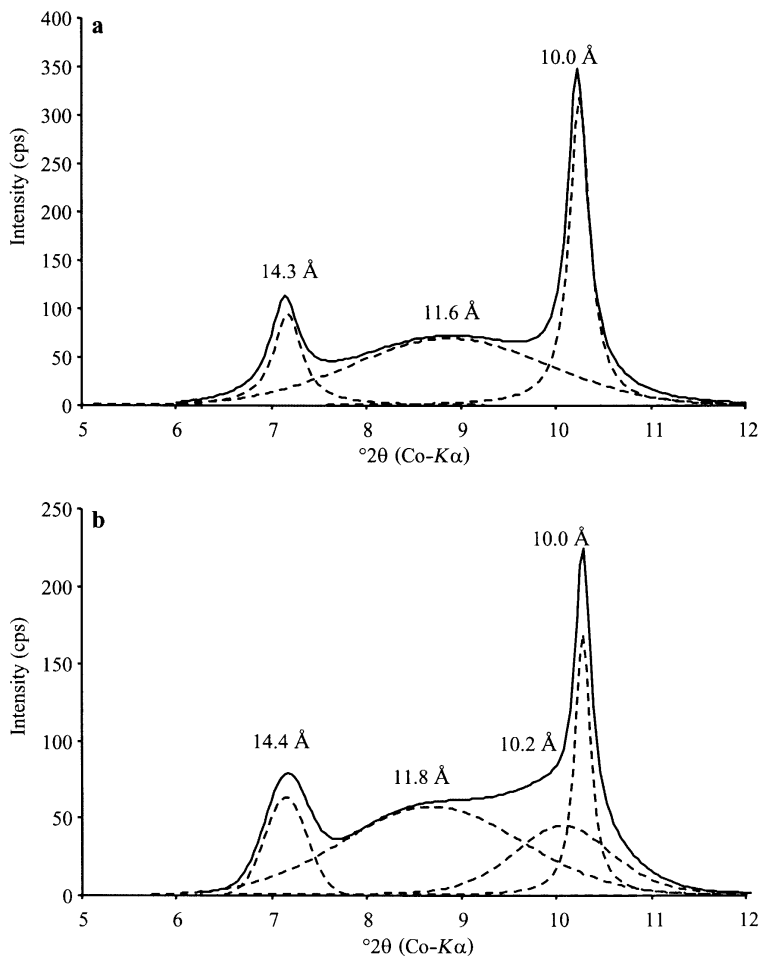 a
400
350
300
250
200
150
100
50
0
Intensity (cps)
14.3 Å
11.6 Å
10.0 Å
5 6 7 8 9 10 11 12
°2θ (Co-Kα)
b
250
200
150
100
50
0
Intensity (cps)
14.4 Å
11.8 Å
10.2 Å
10.0 Å
5 6 7 8 9 10 11 12
°2θ (Co-Kα)